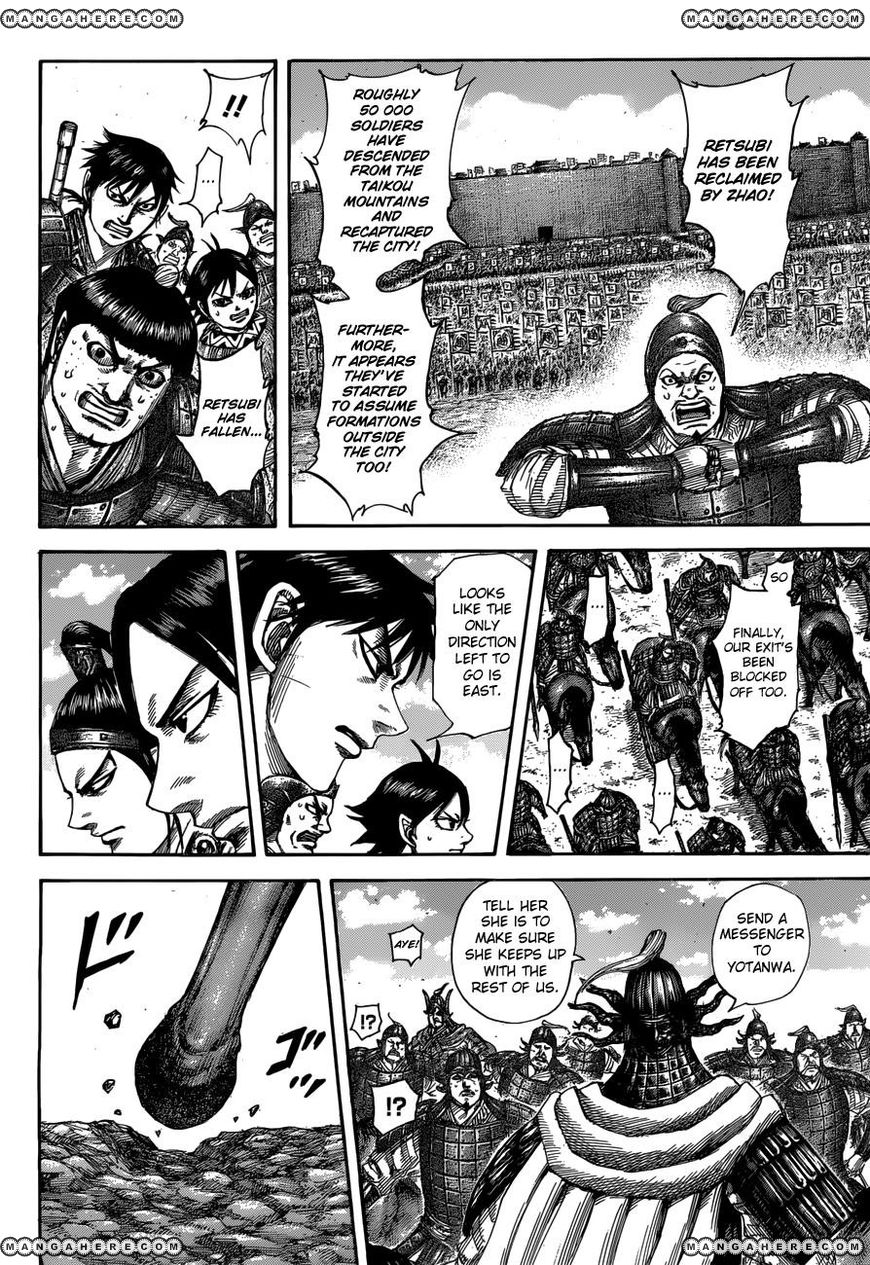 MANGAHERE.COM
MANGAHERE.COM
RETSUBI
HAS BEEN
RECLAIMED
BY ZHAO!
ROUGHLY
50 000
SOLDIERS
HAVE
DESCENDED
FROM THE
TAIKOU
MOUNTAINS
AND
RECAPTURED
THE CITY!
FURTHER-
MORE,
IT APPEARS
THEY'VE
STARTED
TO ASSUME
FORMATIONS
OUTSIDE
THE CITY
TOO!
!!
....
RETSUBI
HAS
FALLEN...
SO
FINALLY,
OUR EXIT'S
BEEN
BLOCKED
OFF TOO.
....
....
....
LOOKS
LIKE THE
ONLY
DIRECTION
LEFT TO
GO IS
EAST.
SEND A
MESSENGER
TO
YOTANWA.
TELL HER
SHE IS TO
MAKE SURE
SHE KEEPS UP
WITH THE
REST OF US.
AYE!
!?
!?
ドゴ
MANGAHERE.COM
MANGAHERE.COM